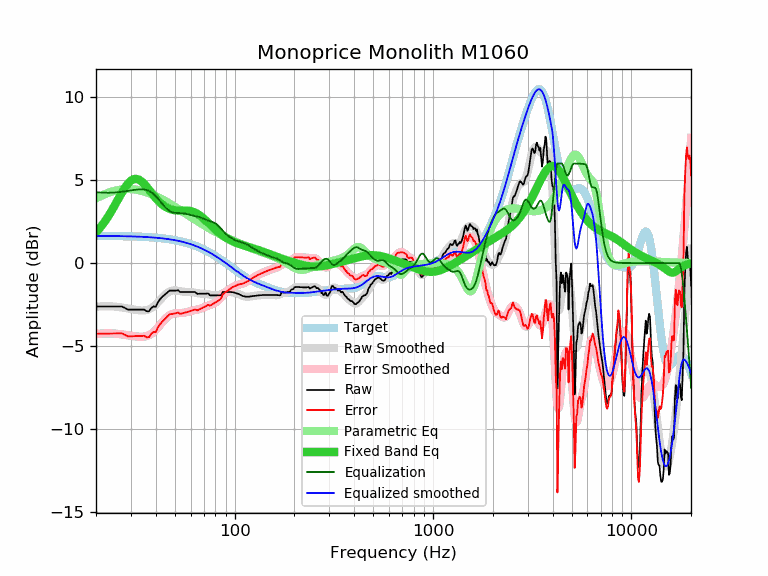 Monoprice Monolith M1060
Amplitude (dBr)
10
5
0
−5
−10
−15
Target
Raw Smoothed
Error Smoothed
Raw
Error
Parametric Eq
Fixed Band Eq
Equalization
Equalized smoothed
100
1000
10000
Frequency (Hz)